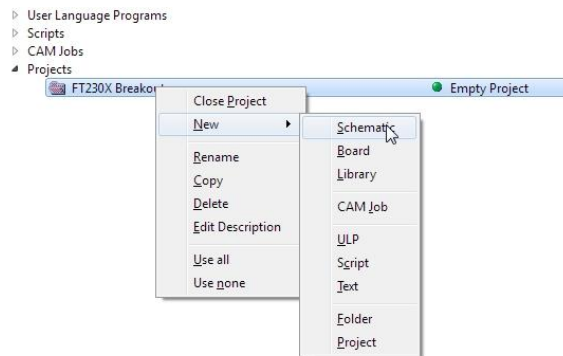 User Language Programs
Scripts
CAM Jobs
Projects
FT230X Breakout Empty Project
Close Project
New
Rename
Copy
Delete
Edit Description
Use all
Use none
Schematic
Board
Library
CAM Job
ULP
Script
Text
Folder
Project